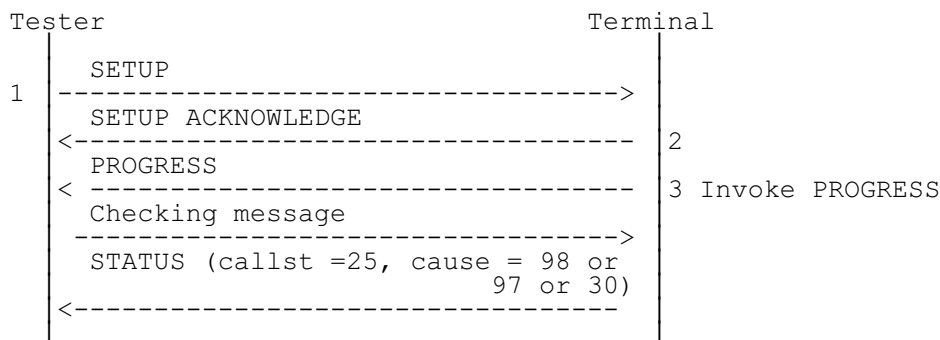 Tester Terminal
SETUP
1
SETUP ACKNOWLEDGE
2
PROGRESS
3 Invoke PROGRESS
Checking message
STATUS (callst =25, cause = 98 or
97 or 30)